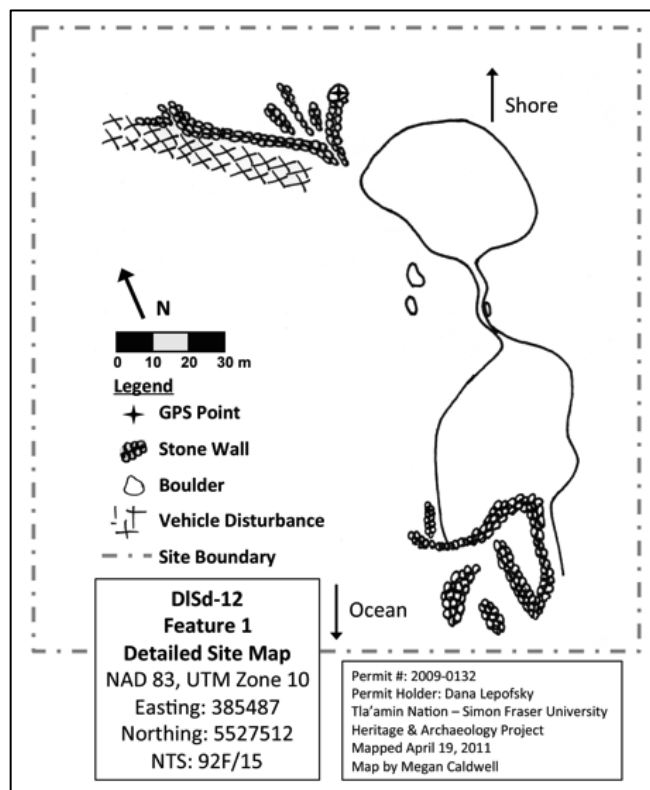 Shore
N
0 10 20 30 m
Legend
GPS Point
Stone Wall
Boulder
Vehicle Disturbance
Site Boundary
Ocean
DlSd-12
Feature 1
Detailed Site Map
NAD 83, UTM Zone 10
Easting: 385487
Northing: 5527512
NTS: 92F/15
Permit #: 2009-0132
Permit Holder: Dana Lepofsky
Tla'amin Nation – Simon Fraser University
Heritage & Archaeology Project
Mapped April 19, 2011
Map by Megan Caldwell